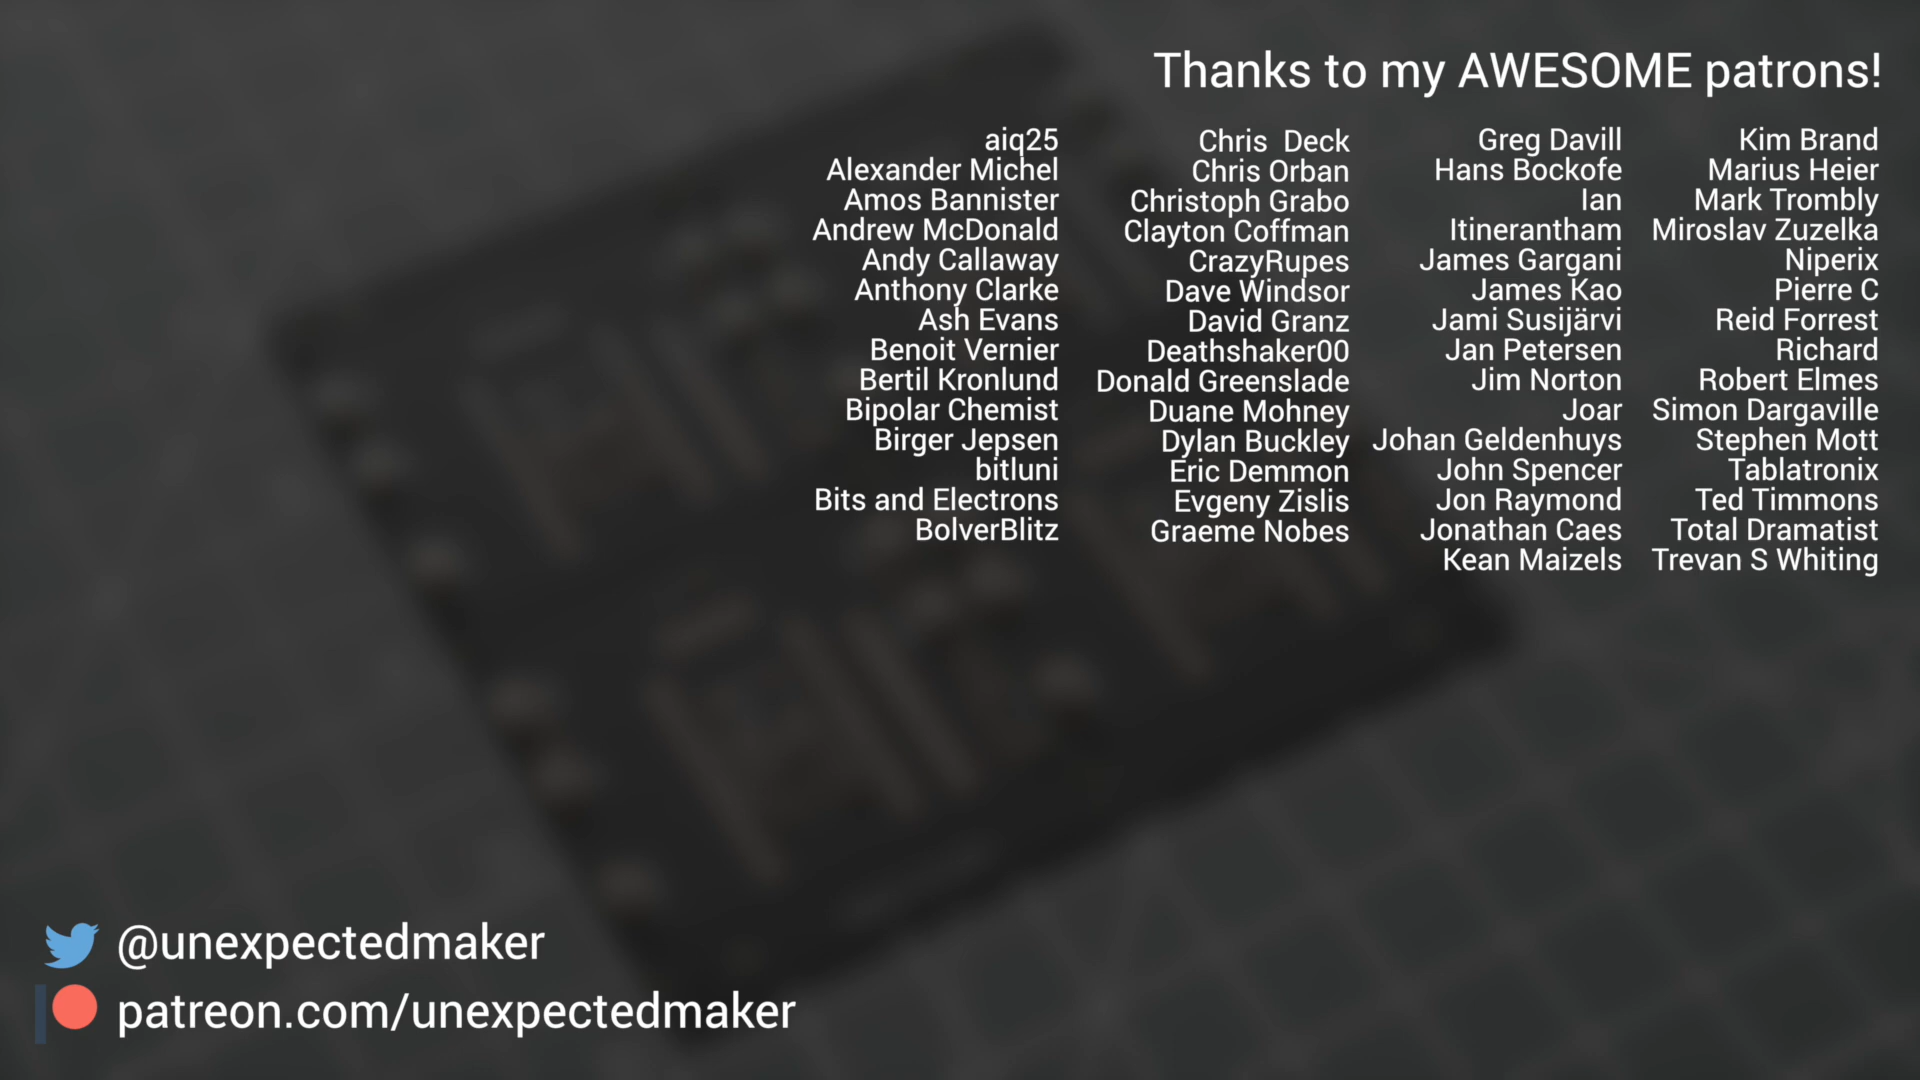 Thanks to my AWESOME patrons!
aiq25
Alexander Michel
Amos Bannister
Andrew McDonald
Andy Callaway
Anthony Clarke
Ash Evans
Benoit Vernier
Bertil Kronlund
Bipolar Chemist
Birger Jepsen
bitluni
Bits and Electrons
BolverBlitz
Chris  Deck
Chris Orban
Christoph Grabo
Clayton Coffman
CrazyRupes
Dave Windsor
David Granz
Deathshaker00
Donald Greenslade
Duane Mohney
Dylan Buckley
Eric Demmon
Evgeny Zislis
Graeme Nobes
Greg Davill
Hans Bockofe
Ian
Itinerantham
James Gargani
James Kao
Jami Susijärvi
Jan Petersen
Jim Norton
Joar
Johan Geldenhuys
John Spencer
Jon Raymond
Jonathan Caes
Kean Maizels
Kim Brand
Marius Heier
Mark Trombly
Miroslav Zuzelka
Niperix
Pierre C
Reid Forrest
Richard
Robert Elmes
Simon Dargaville
Stephen Mott
Tablatronix
Ted Timmons
Total Dramatist
Trevan S Whiting
@unexpectedmaker
patreon.com/unexpectedmaker